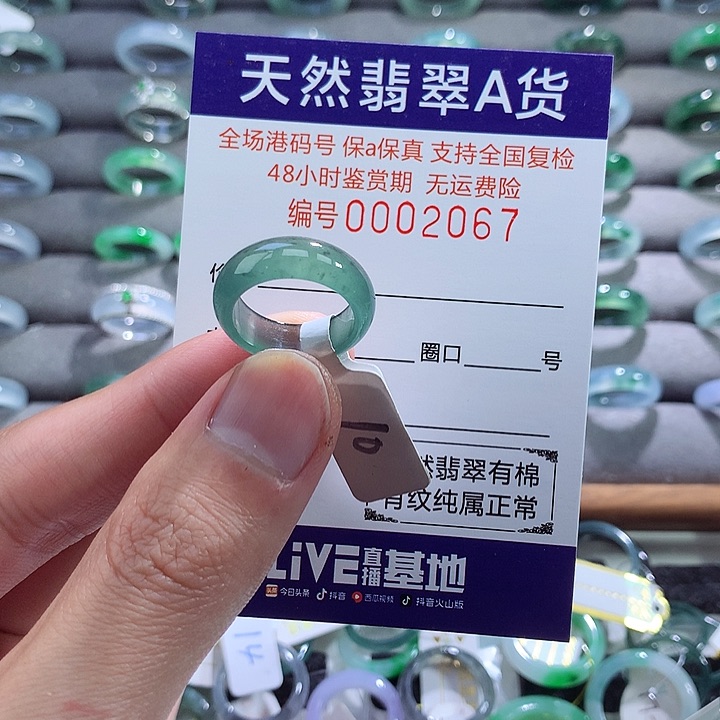 天然翡翠A货
全场港码号 保a保真 支持全国复检
48小时鉴赏期 无运费险
编号0002067
圈口 号
然翡翠有棉
有纹纯属正常
LiVE直播基地
头条 今日头条 抖音 西瓜视频 抖音火山版
14